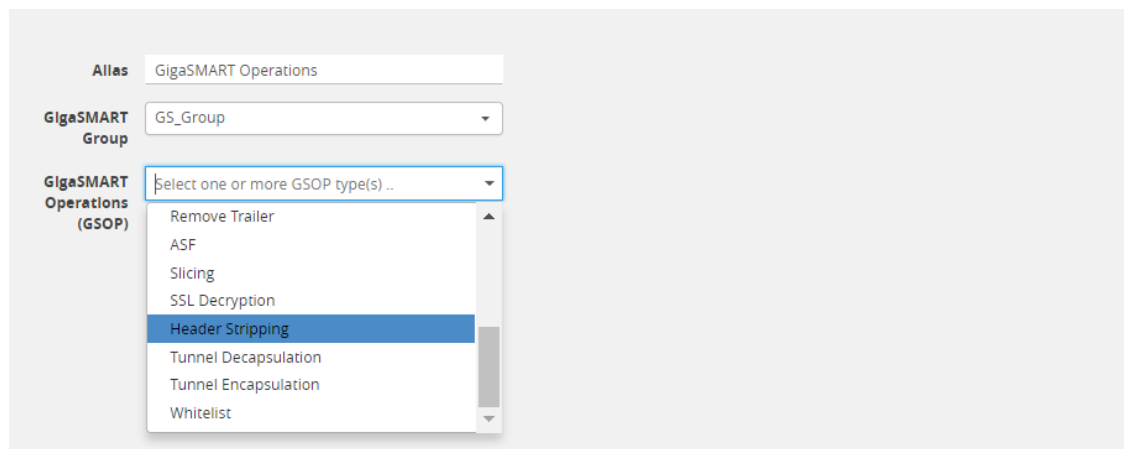 Alias
GigaSMART Operations
GigaSMART
Group
GS_Group
GigaSMART
Operations
(GSOP)
Select one or more GSOP type(s) ..
Remove Trailer
ASF
Slicing
SSL Decryption
Header Stripping
Tunnel Decapsulation
Tunnel Encapsulation
Whitelist